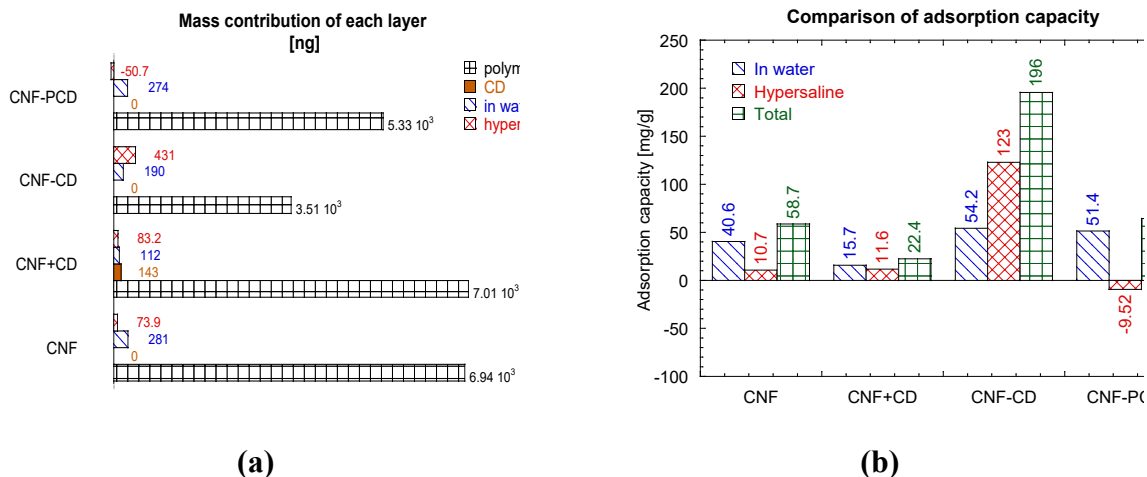 Mass contribution of each layer
[ng]
-50.7
274
0
5.33 10³
CNF-PCD
431
190
0
3.51 10³
CNF-CD
83.2
112
143
7.01 10³
CNF+CD
73.9
281
0
6.94 10³
CNF
polym
CD
in wat
hyper
(a)
Comparison of adsorption capacity
Adsorption capacity [mg/g]
250
200
150
100
50
0
-50
-100
In water
Hypersaline
Total
40.6
10.7
58.7
15.7
11.6
22.4
54.2
123
196
51.4
-9.52
CNF
CNF+CD
CNF-CD
CNF-PC
(b)